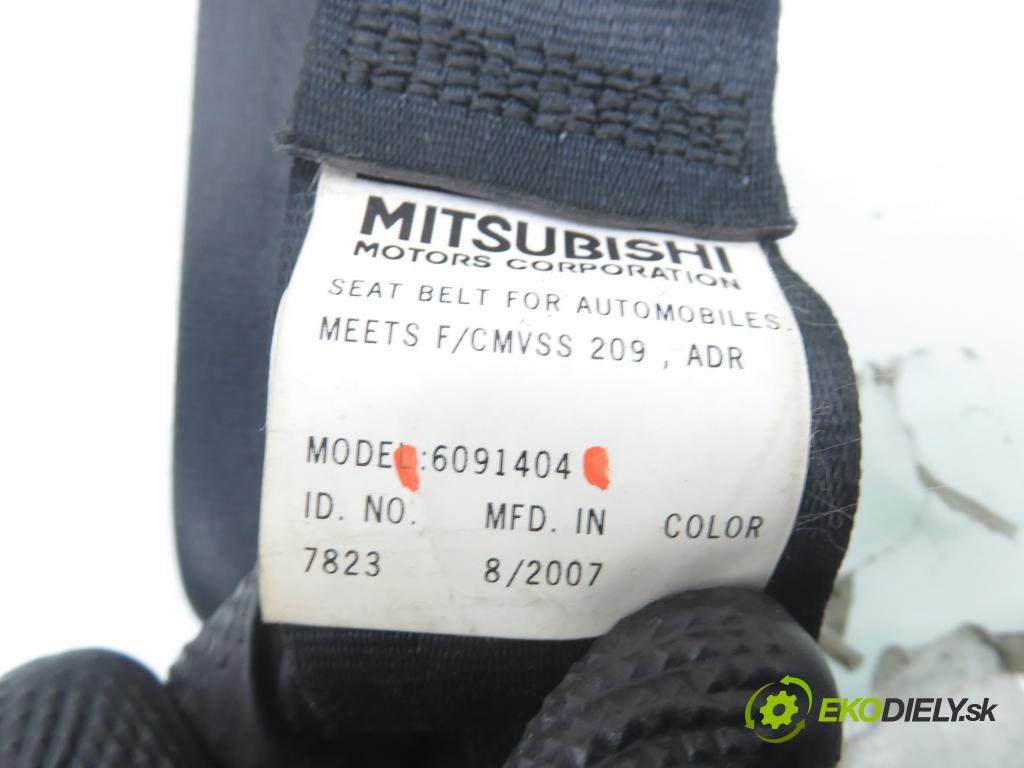 MITSUBISHI
MOTORS CORPORATION
SEAT BELT FOR AUTOMOBILES.
MEETS F/CMVSS 209 , ADR
MODEL:6091404
ID. NO. MFD. IN COLOR
7823 8/2007
EKODIELY.sk